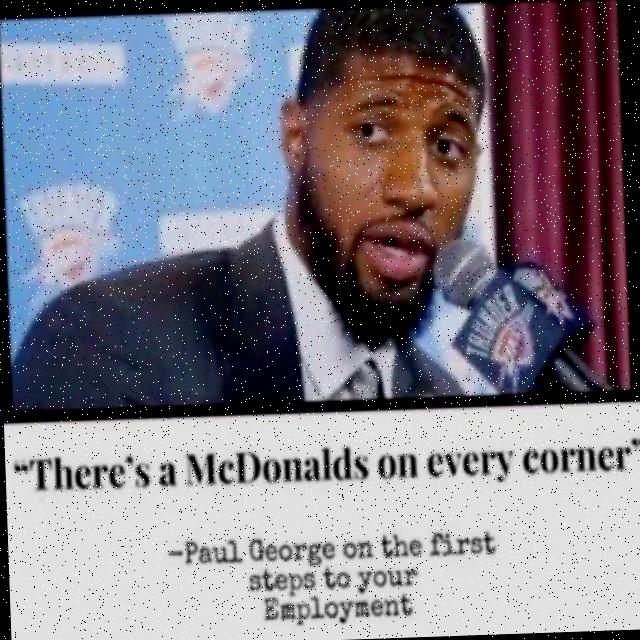 “There's a McDonalds on every corner”
–Paul George on the first
steps to your
Employment